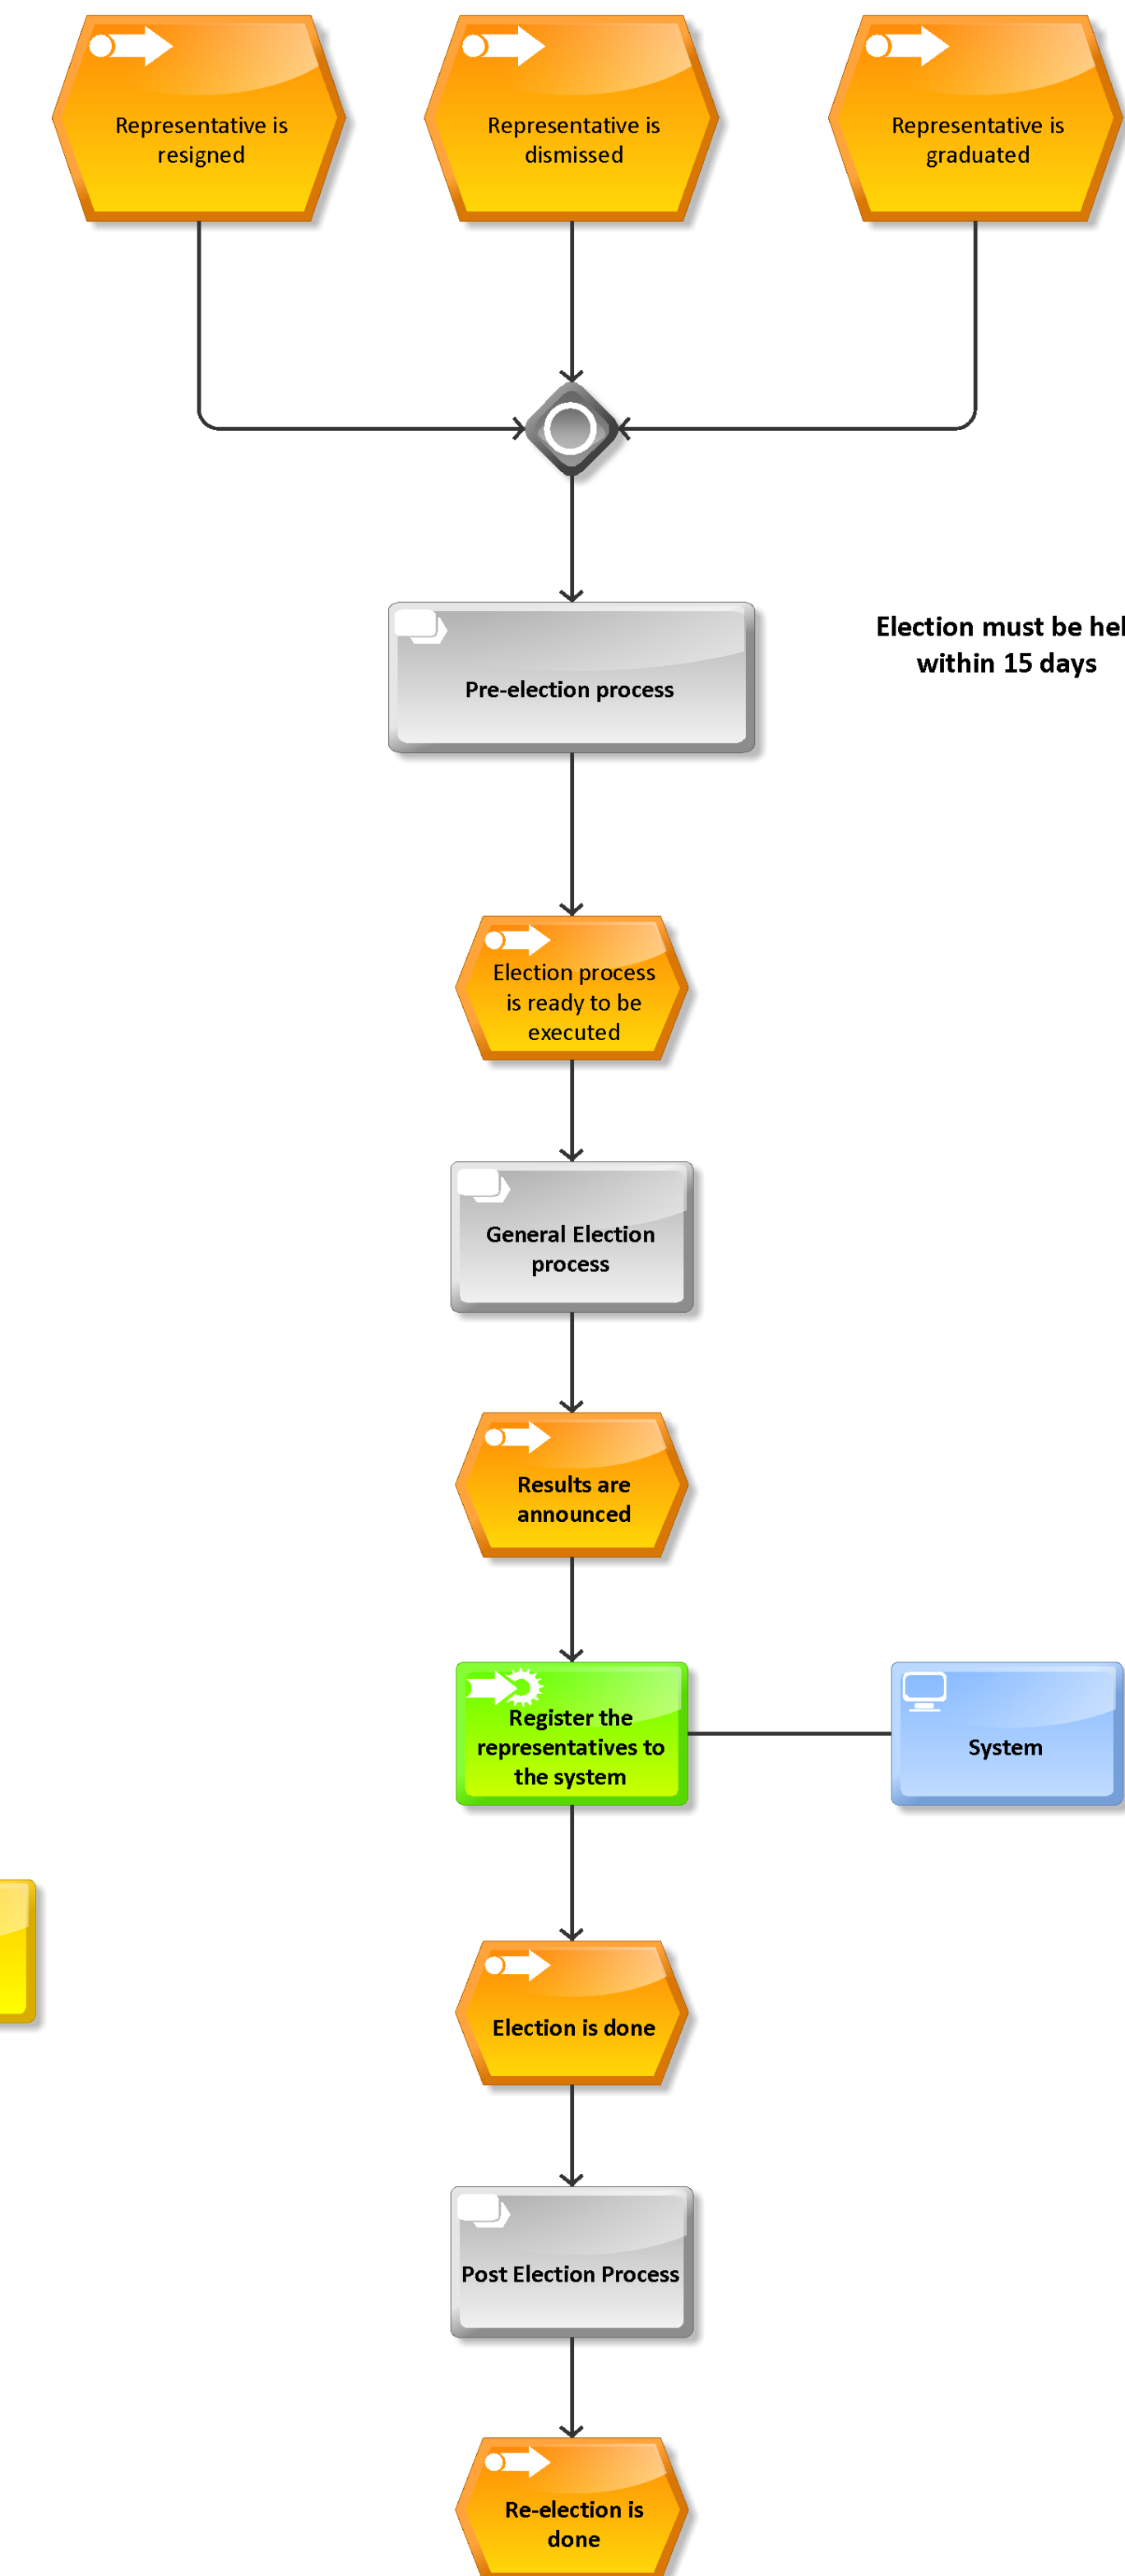 Representative is
resigned
Representative is
dismissed
Representative is
graduated
Pre-election process
Election must be hel
within 15 days
Election process
is ready to be
executed
General Election
process
Results are
announced
Register the
representatives to
the system
System
Election is done
Post Election Process
Re-election is
done